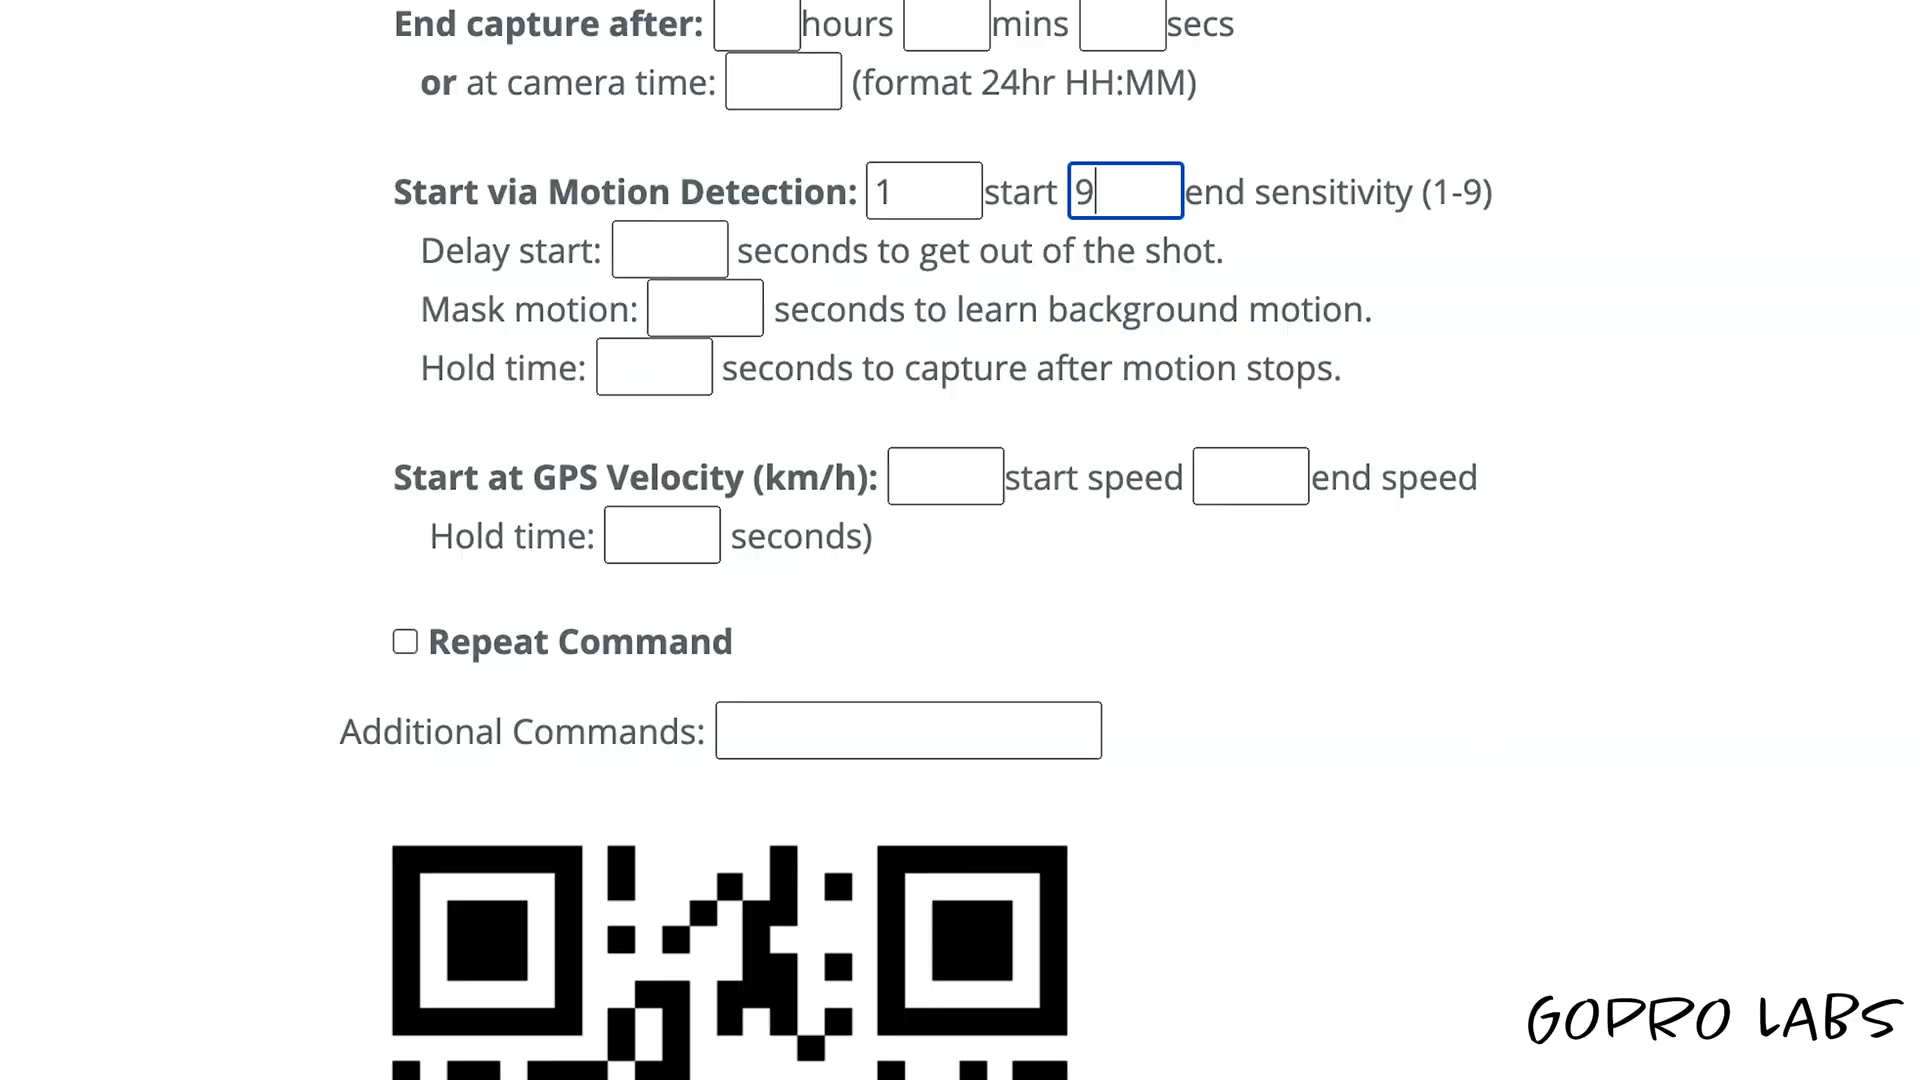 End capture after: hours mins secs
or at camera time: (format 24hr HH:MM)
Start via Motion Detection: 1 start 9 end sensitivity (1-9)
Delay start: seconds to get out of the shot.
Mask motion: seconds to learn background motion.
Hold time: seconds to capture after motion stops.
Start at GPS Velocity (km/h): start speed end speed
Hold time: seconds)
Repeat Command
Additional Commands:
GOPRO LABS